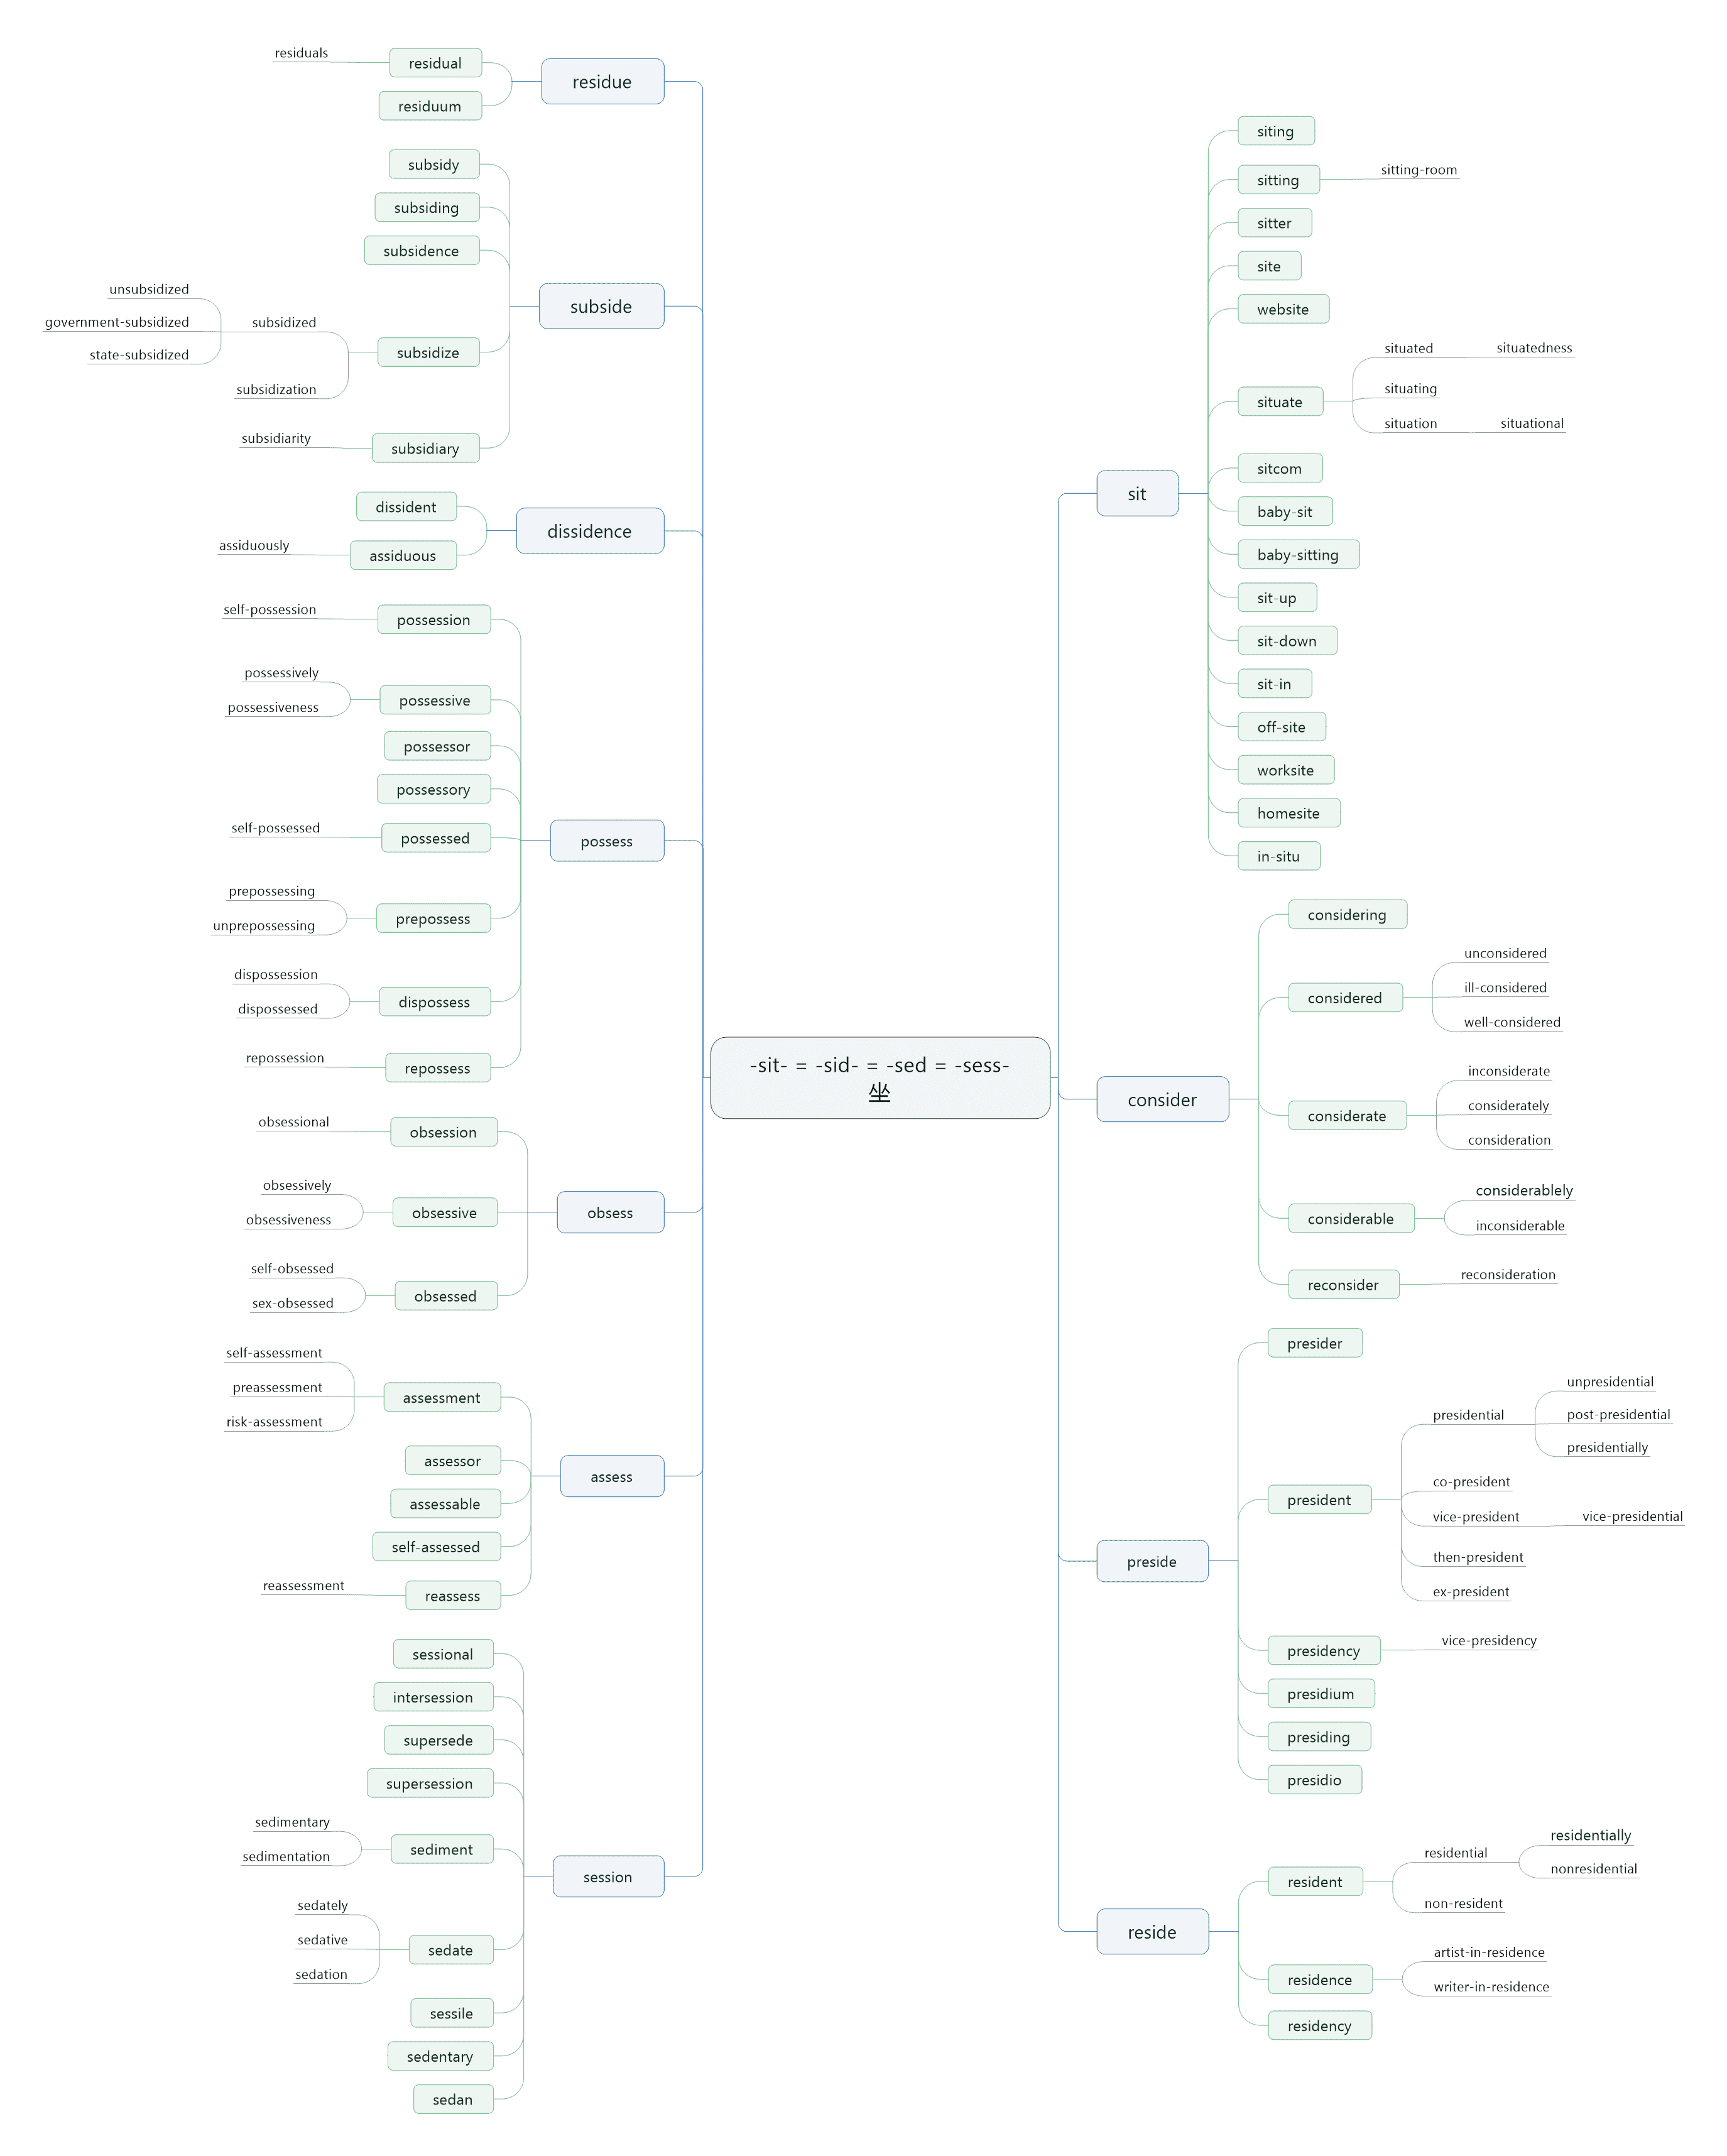 -sit- = -sid- = -sed = -sess-
坐
residue
residual
residuals
residuum
subside
subsidy
subsiding
subsidence
subsidize
subsidized
unsubsidized
government-subsidized
state-subsidized
subsidization
subsidiary
subsidiarity
dissidence
dissident
assiduous
assiduously
possess
possession
self-possession
possessive
possessively
possessiveness
possessor
possessory
possessed
self-possessed
prepossess
prepossessing
unprepossessing
dispossess
dispossession
dispossessed
repossess
repossession
obsess
obsession
obsessional
obsessive
obsessively
obsessiveness
obsessed
self-obsessed
sex-obsessed
assess
assessment
self-assessment
preassessment
risk-assessment
assessor
assessable
self-assessed
reassess
reassessment
session
sessional
intersession
supersede
supersession
sediment
sedimentary
sedimentation
sedate
sedately
sedative
sedation
sessile
sedentary
sedan
sit
siting
sitting
sitting-room
sitter
site
website
situate
situated
situatedness
situating
situation
situational
sitcom
baby-sit
baby-sitting
sit-up
sit-down
sit-in
off-site
worksite
homesite
in-situ
consider
considering
considered
unconsidered
ill-considered
well-considered
considerate
inconsiderate
considerately
consideration
considerable
considerablely
inconsiderable
reconsider
reconsideration
preside
presider
president
presidential
unpresidential
post-presidential
presidentially
co-president
vice-president
vice-presidential
then-president
ex-president
presidency
vice-presidency
presidium
presiding
presidio
reside
resident
residential
residentially
nonresidential
non-resident
residence
artist-in-residence
writer-in-residence
residency